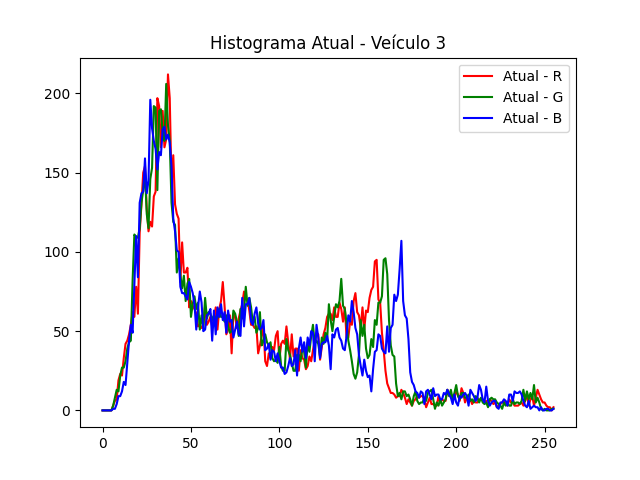 Histograma Atual - Veículo 3
Atual - R
Atual - G
Atual - B
200
150
100
50
0
0 50 100 150 200 250